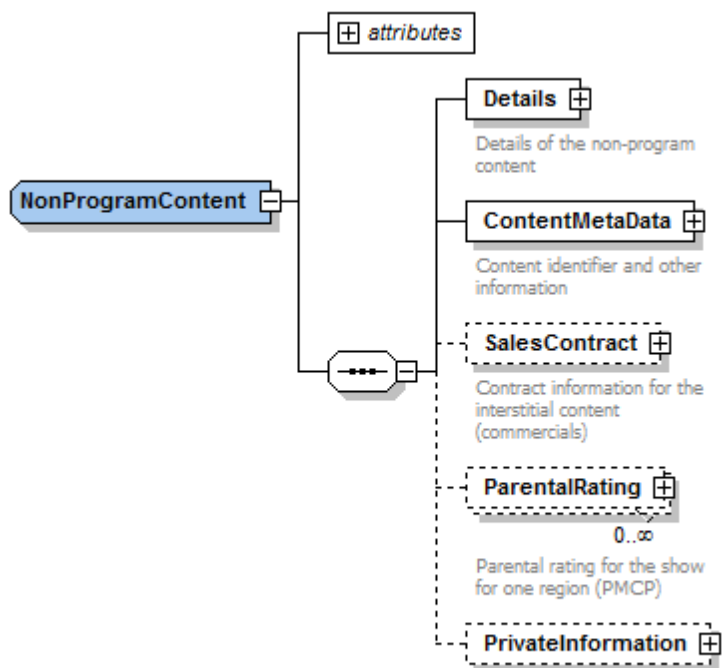 attributes
Details
Details of the non-program
content
NonProgramContent
ContentMetaData
Content identifier and other
information
SalesContract
Contract information for the
interstitial content
(commercials)
ParentalRating
0..∞
Parental rating for the show
for one region (PMCP)
PrivateInformation